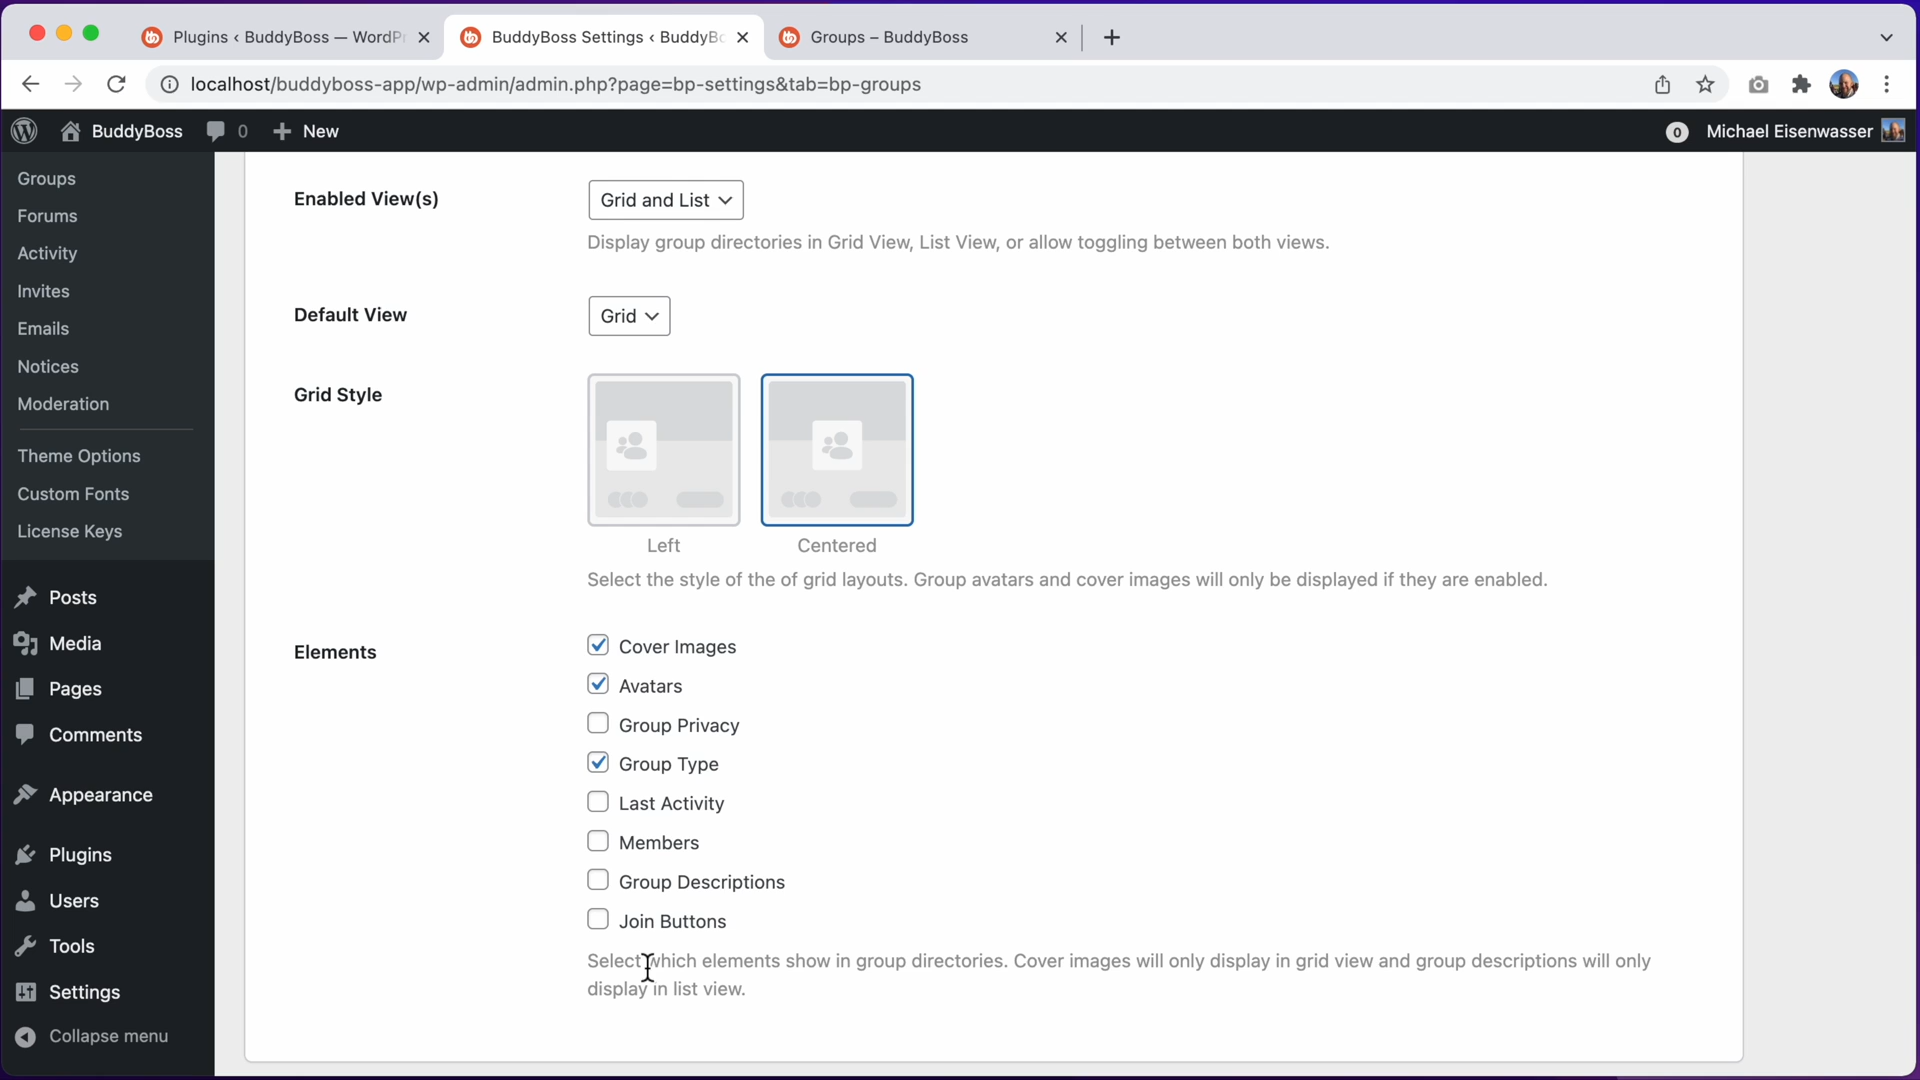 Plugins ‹ BuddyBoss — WordPr
BuddyBoss Settings ‹ BuddyBo
Groups – BuddyBoss
localhost/buddyboss-app/wp-admin/admin.php?page=bp-settings&tab=bp-groups
BuddyBoss
0
New
0
Michael Eisenwasser
Groups
Forums
Activity
Invites
Emails
Notices
Moderation
Theme Options
Custom Fonts
License Keys
Posts
Media
Pages
Comments
Appearance
Plugins
Users
Tools
Settings
Collapse menu
Enabled View(s)
Grid and List
Display group directories in Grid View, List View, or allow toggling between both views.
Default View
Grid
Grid Style
Left
Centered
Select the style of the of grid layouts. Group avatars and cover images will only be displayed if they are enabled.
Elements
Cover Images
Avatars
Group Privacy
Group Type
Last Activity
Members
Group Descriptions
Join Buttons
Select which elements show in group directories. Cover images will only display in grid view and group descriptions will only
display in list view.